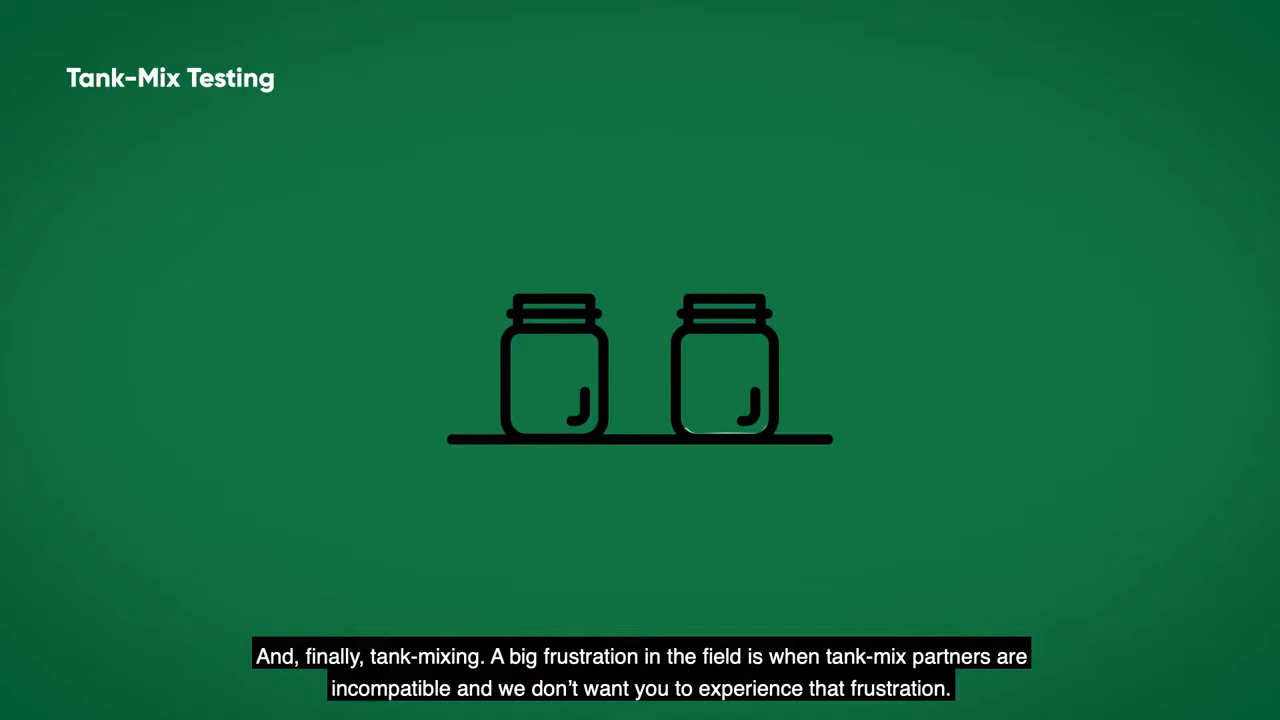 Tank-Mix Testing
And, finally, tank-mixing. A big frustration in the field is when tank-mix partners are
incompatible and we don’t want you to experience that frustration.